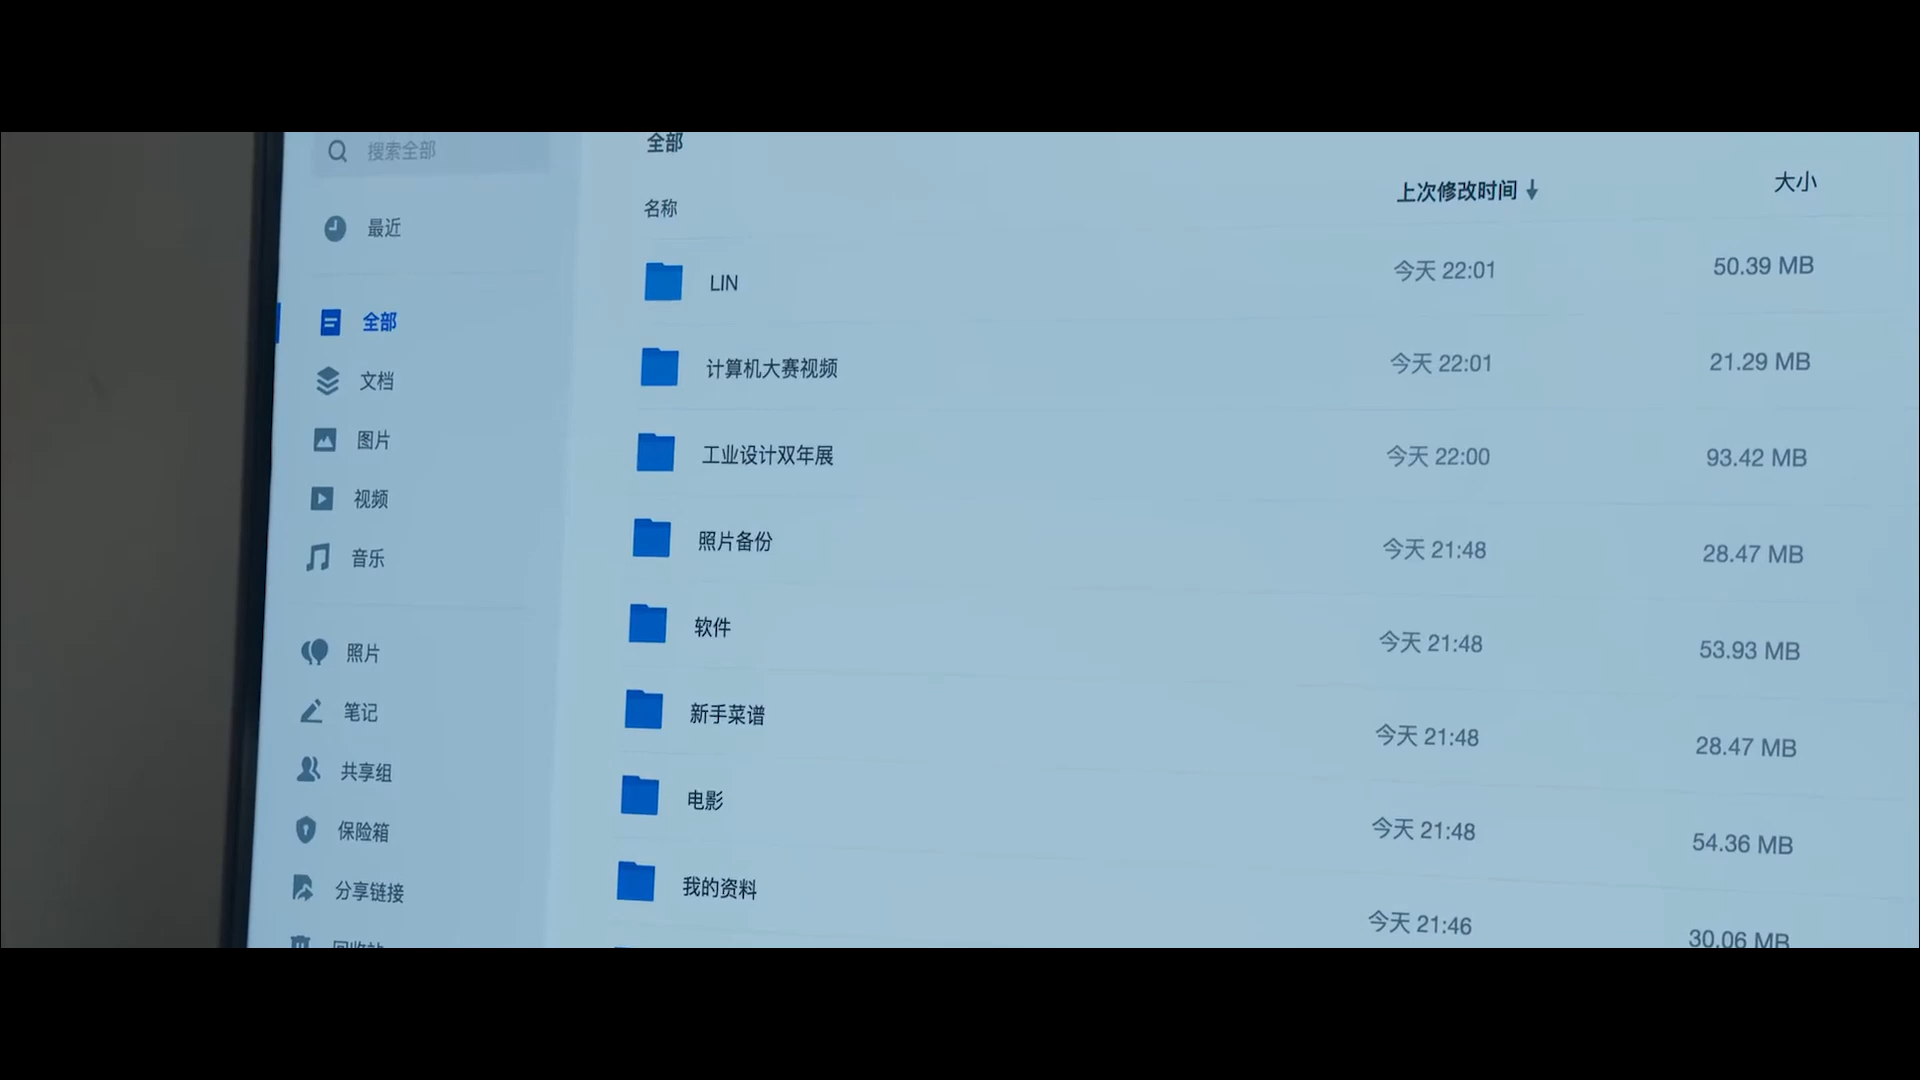 搜索全部
最近
全部
文档
图片
视频
音乐
照片
笔记
共享组
保险箱
分享链接
回收站
全部
名称 上次修改时间 大小
LIN 今天 22:01 50.39 MB
计算机大赛视频 今天 22:01 21.29 MB
工业设计双年展 今天 22:00 93.42 MB
照片备份 今天 21:48 28.47 MB
软件 今天 21:48 53.93 MB
新手菜谱 今天 21:48 28.47 MB
电影 今天 21:48 54.36 MB
我的资料 今天 21:46 30.06 MB